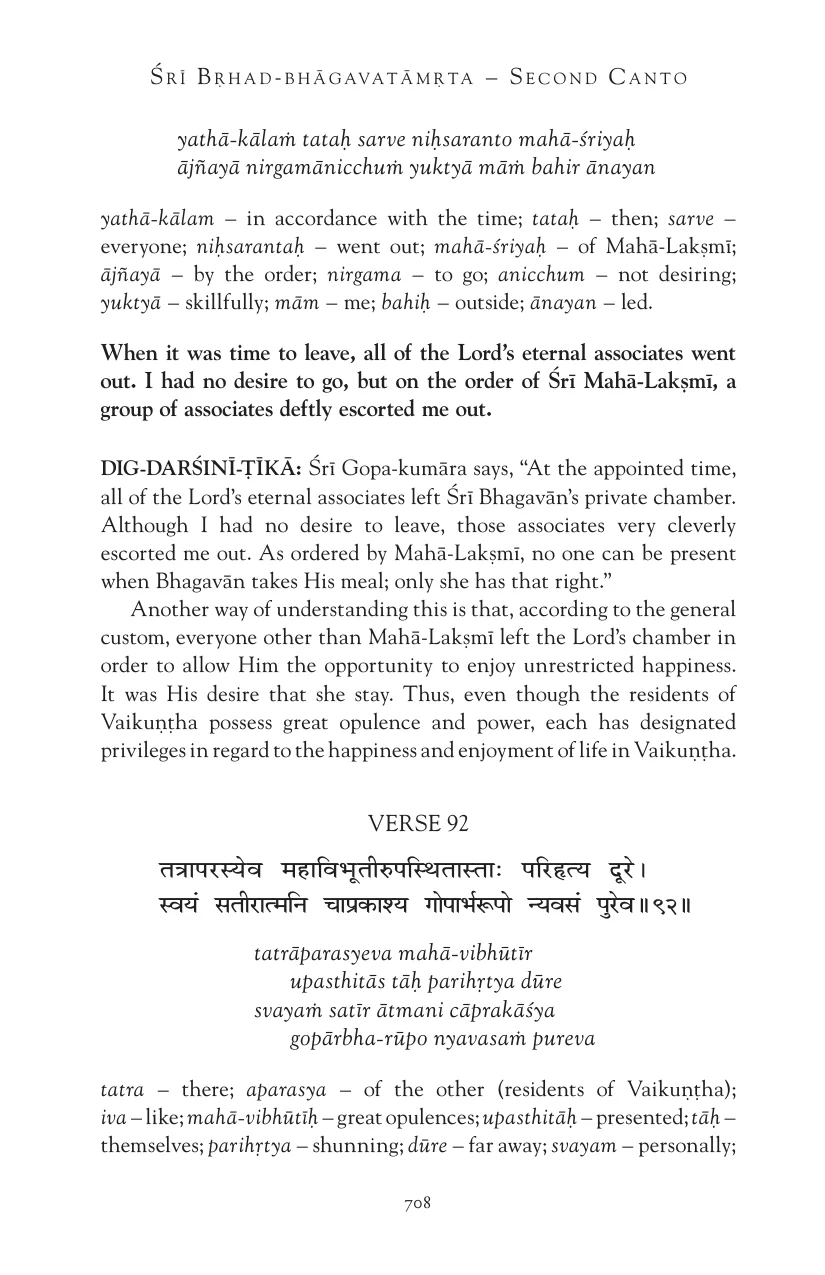 ŚRĪ BṚHAD-BHĀGAVATĀMṚTA – SECOND CANTO
yathā-kālaṁ tataḥ sarve niḥsaranto mahā-śriyaḥ
ājñayā nirgamānicchuṁ yuktyā māṁ bahir ānayan
yathā-kālam – in accordance with the time; tataḥ – then; sarve –
everyone; niḥsarantaḥ – went out; mahā-śriyaḥ – of Mahā-Lakṣmī;
ājñayā – by the order; nirgama – to go; anicchum – not desiring;
yuktyā – skillfully; mām – me; bahiḥ – outside; ānayan – led.
When it was time to leave, all of the Lord’s eternal associates went
out. I had no desire to go, but on the order of Śrī Mahā-Lakṣmī, a
group of associates deftly escorted me out.
DIG-DARŚINĪ-ṬĪKĀ: Śrī Gopa-kumāra says, “At the appointed time,
all of the Lord’s eternal associates left Śrī Bhagavān’s private chamber.
Although I had no desire to leave, those associates very cleverly
escorted me out. As ordered by Mahā-Lakṣmī, no one can be present
when Bhagavān takes His meal; only she has that right.”
Another way of understanding this is that, according to the general
custom, everyone other than Mahā-Lakṣmī left the Lord’s chamber in
order to allow Him the opportunity to enjoy unrestricted happiness.
It was His desire that she stay. Thus, even though the residents of
Vaikuṇṭha possess great opulence and power, each has designated
privileges in regard to the happiness and enjoyment of life in Vaikuṇṭha.
VERSE 92
तत्रापरस्येव महाविभूतीरुपस्थितास्ताः परिहृत्य दूरे।
स्वयं सतीरात्मनि चाप्रकाश्य गोपार्भरूपो न्यवसं पुरेव॥९२॥
tatrāparasyeva mahā-vibhūtīr
upasthitās tāḥ parihṛtya dūre
svayaṁ satīr ātmani cāprakāśya
gopārbha-rūpo nyavasaṁ pureva
tatra – there; aparasya – of the other (residents of Vaikuṇṭha);
iva – like; mahā-vibhūtīḥ – great opulences; upasthitāḥ – presented; tāḥ –
themselves; parihṛtya – shunning; dūre – far away; svayam – personally;
708